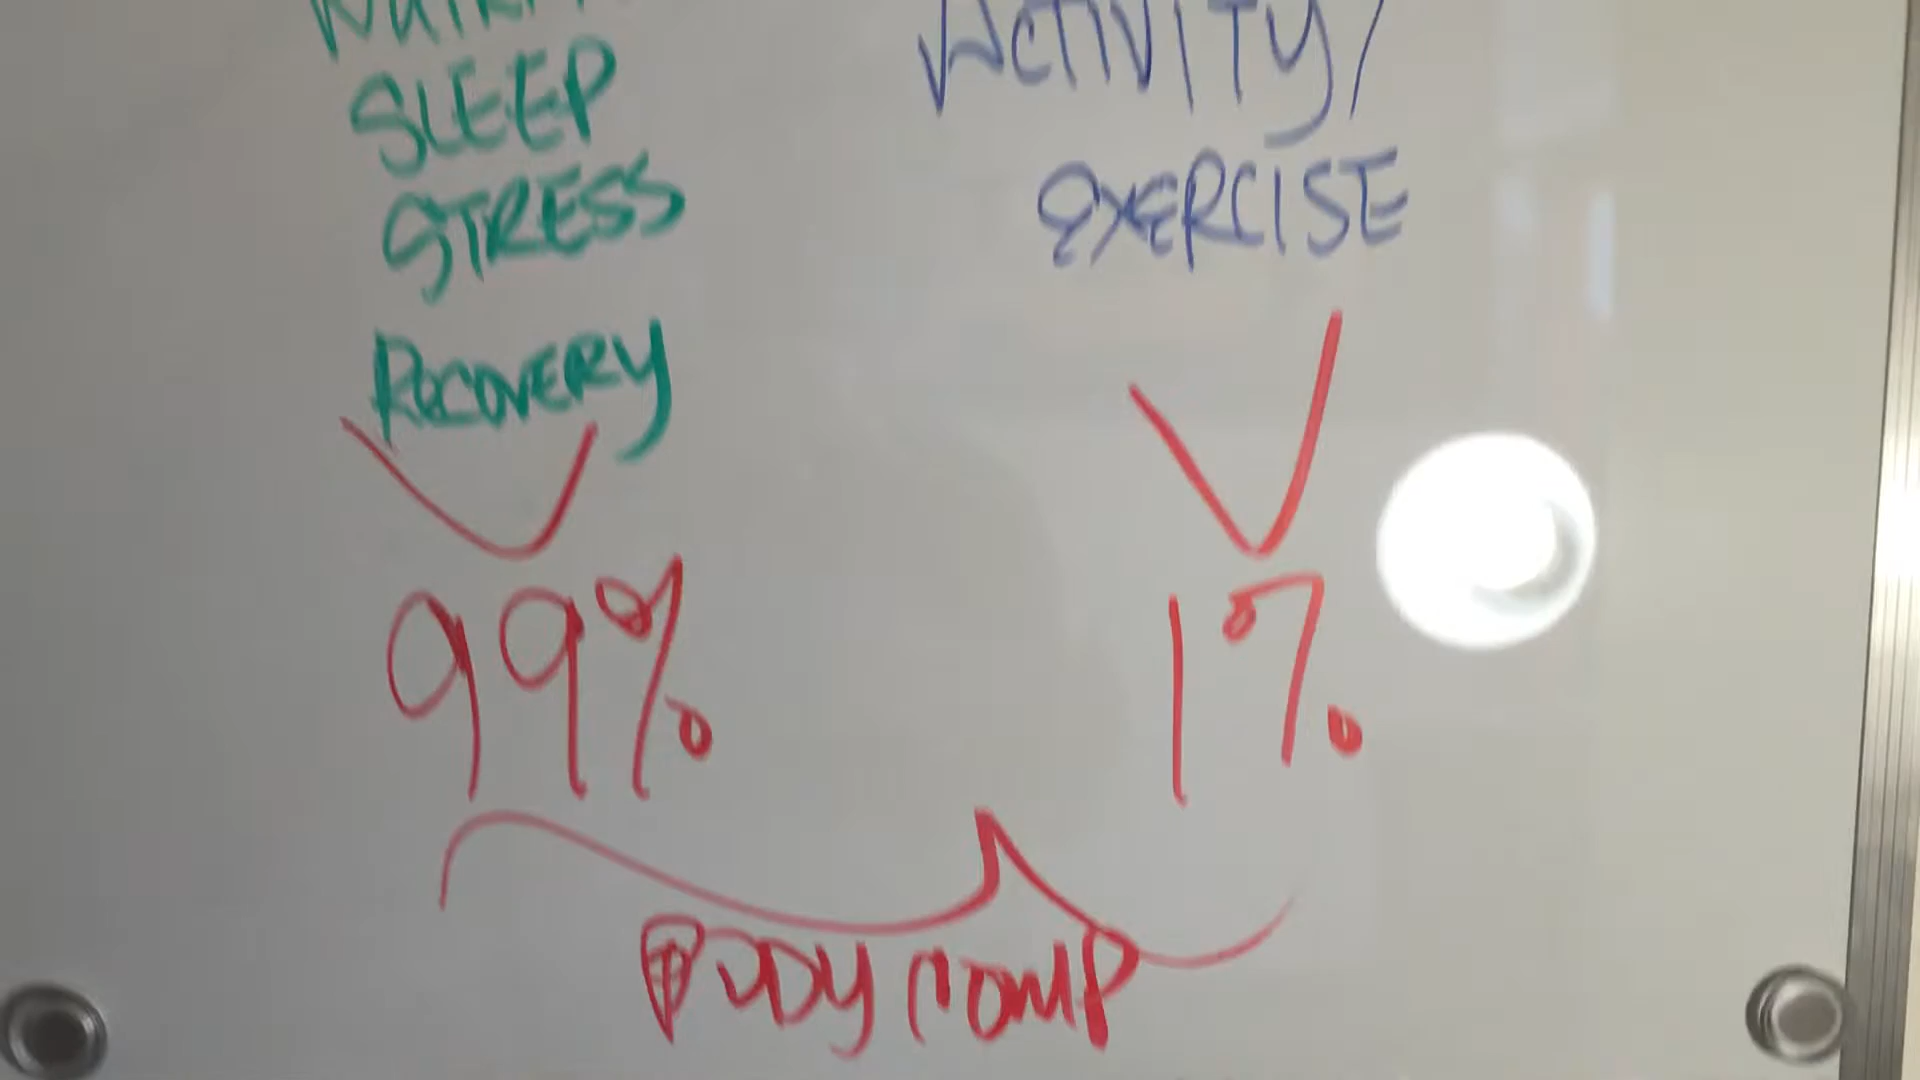 SLEEP
STRESS
RECOVERY
99%
ACTIVITY/
EXERCISE
1%
BODY COMP